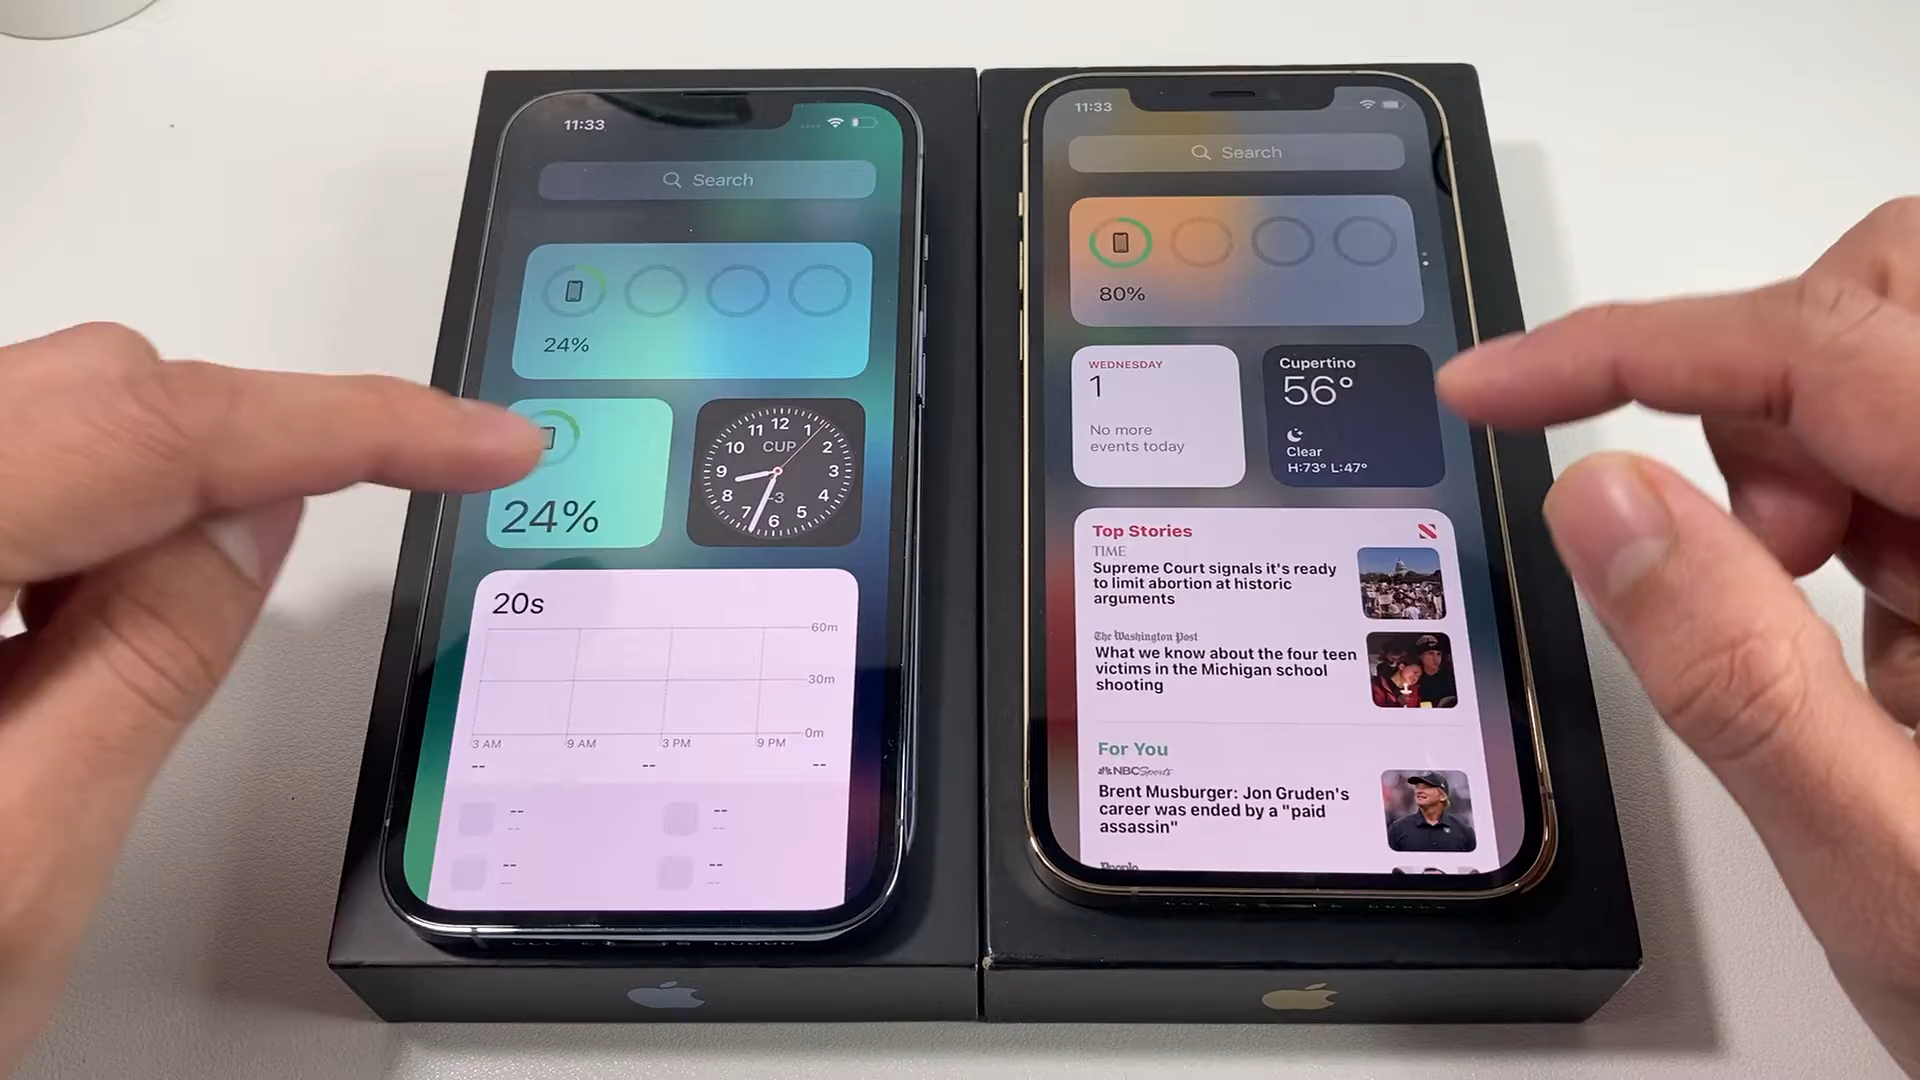 11:33
Search
24%
24%
12
1
2
3
4
5
6
7
8
9
10
11
CUP
-3
20s
60m
30m
0m
3 AM
9 AM
3 PM
9 PM
--
--
--
--
--
--
--
--
--
--
--
11:33
Search
80%
WEDNESDAY
1
No more
events today
Cupertino
56°
Clear
H:73° L:47°
Top Stories
TIME
Supreme Court signals it's ready
to limit abortion at historic
arguments
The Washington Post
What we know about the four teen
victims in the Michigan school
shooting
For You
NBC Sports
Brent Musburger: Jon Gruden's
career was ended by a "paid
assassin"
People